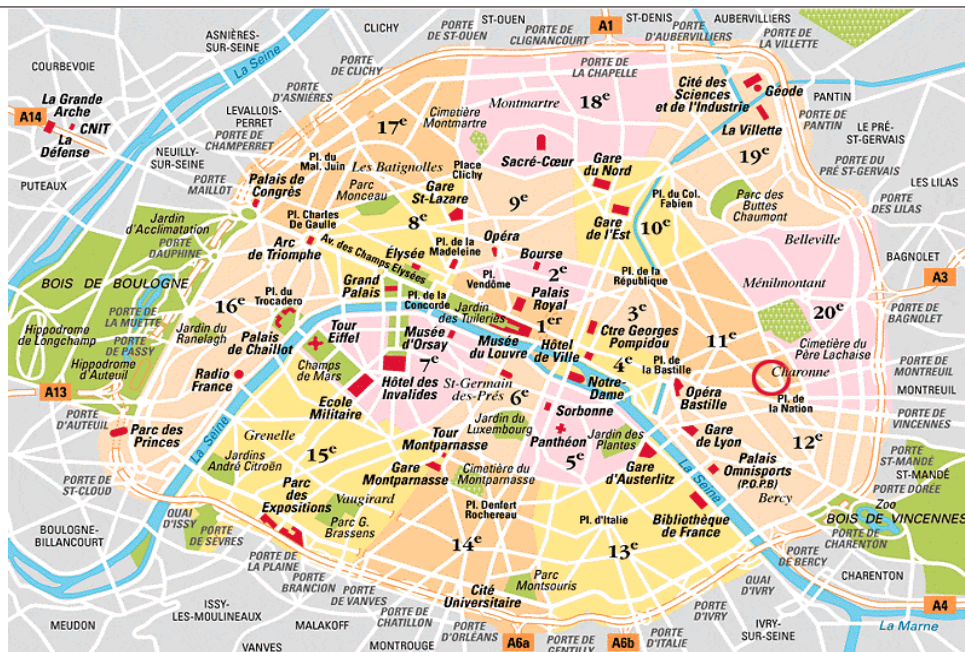 ST-OUEN
ST-DENIS
AUBERVILLIERS
CLICHY
PORTE
DE ST-OUEN
PORTE DE
CLIGNANCOURT
A1
PORTE
D'AUBERVILLIERS
PORTE DE
LA VILLETTE
ASNIÈRES-
SUR-SEINE
La Seine
COURBEVOIE
PORTE
DE CLICHY
PORTE DE
LA CHAPELLE
PORTE
D'ASNIÈRES
LEVALLOIS-
PERRET
La Grande
Arche
CNIT
A14
La
Défense
PORTE DE
CHAMPERRET
NEUILLY-
SUR-SEINE
PUTEAUX
PORTE
MAILLOT
17e
Cimetière
Montmartre
Montmartre
18e
Sacré-Cœur
Cité des
Sciences
et de l'Industrie
Géode
La Villette
PANTIN
PORTE
DE PANTIN
LE PRÉ-
ST-GERVAIS
PORTE DU
PRÉ ST-GERVAIS
LES LILAS
PORTE
DES LILAS
19e
Pl. du
Mal. Juin
Les Batignolles
Place
Clichy
Gare
du Nord
Palais de
Congrès
Parc
Monceau
Gare
St-Lazare
9e
Pl. du Col.
Fabien
Parc des
Buttes
Chaumont
Jardin
d'Acclimatation
PORTE
DAUPHINE
Pl. Charles
De Gaulle
8e
Gare
de l'Est
10e
Belleville
Arc
de Triomphe
Av. des Champs Elysées
Élysée
Pl. de la
Madeleine
Opéra
Bourse
2e
BAGNOLET
A3
BOIS DE BOULOGNE
16e
Pl. du
Trocadero
Grand
Palais
Pl. de la
Concorde
Pl.
Vendôme
Palais
Royal
Pl. de la
République
Ménilmontant
20e
PORTE
DE BAGNOLET
PORTE DE
LA MUETTE
Jardin
des Tuileries
1er
3e
11e
Hippodrome
de Longchamp
PORTE
DE PASSY
Jardin du
Ranelagh
Palais
de Chaillot
Tour
Eiffel
Musée
d'Orsay
Musée
du Louvre
Hôtel
de Ville
Ctre Georges
Pompidou
Cimetière du
Père Lachaise
PORTE DE
MONTREUIL
Hippodrome
d'Auteuil
Champs
de Mars
7e
4e
Pl. de
la Bastille
Charonne
MONTREUIL
A13
Radio
France
Hôtel des
Invalides
St-Germain
des-Prés
6e
Notre-
Dame
Opéra
Bastille
Pl. de
la Nation
PORTE
D'AUTEUIL
Ecole
Militaire
Sorbonne
PORTE DE
VINCENNES
Parc des
Princes
La Seine
Grenelle
Tour
Montparnasse
Jardin du
Luxembourg
Panthéon
Jardin des
Plantes
Gare
de Lyon
12e
PORTE
ST-MANDÉ
15e
5e
ST-MANDÉ
Jardins
André Citroën
Gare
Montparnasse
Cimetière du
Montparnasse
Gare
d'Austerlitz
La Seine
Palais
Omnisports
(P.O.P.B)
Bercy
PORTE DORÉE
PORTE DE
ST-CLOUD
Parc
des
Expositions
Vaugirard
Pl. Denfert
Rochereau
Zoo
QUAI
D'ISSY
Parc G.
Brassens
Pl. d'Italie
Bibliothèque
de France
BOIS DE VINCENNES
BOULOGNE-
BILLANCOURT
PORTE
DE SÈVRES
14e
13e
PORTE DE
CHARENTON
PORTE
DE BERCY
PORTE DE
LA PLAINE
PORTE
BRANCION
PORTE
DE VANVES
Cité
Universitaire
Parc
Montsouris
CHARENTON
QUAI
D'IVRY
ISSY-
LES-MOULINEAUX
MALAKOFF
PORTE DE
CHATILLON
PORTE
D'IVRY
A4
MEUDON
VANVES
MONTROUGE
PORTE
D'ORLÉANS
A6a
PORTE DE
GENTILLY
A6b
PORTE
D'ITALIE
IVRY-
SUR-SEINE
La Marne